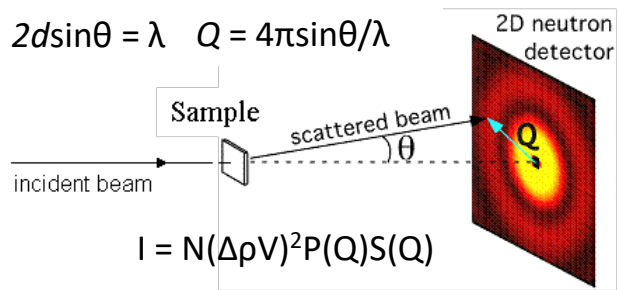 2dsinθ = λ Q = 4πsinθ/λ
2D neutron
detector
Sample
scattered beam
Q
θ
incident beam
I = N(ΔρV)²P(Q)S(Q)